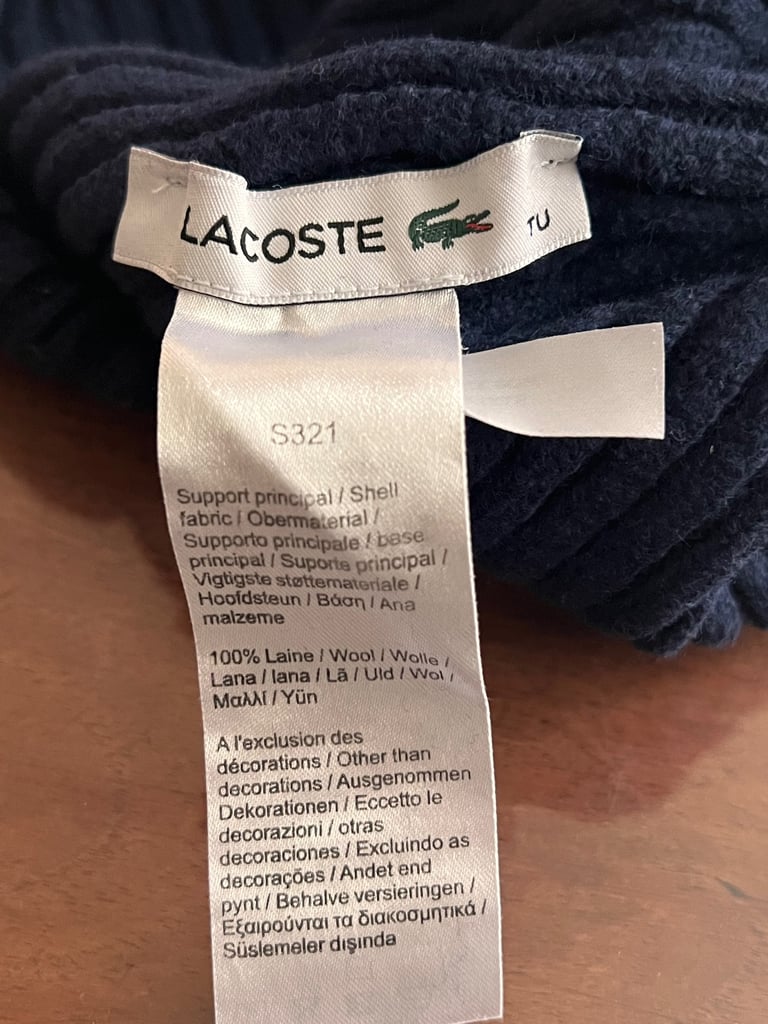 LACOSTE TU
S321
Support principal / Shell
fabric / Obermaterial /
Supporto principale / base
principal / Suporte principal /
Vigtigste støttemateriale /
Hoofdsteun / Βάση / Ana
malzeme
100% Laine / Wool / Wolle /
Lana / lana / Lã / Uld / Wol /
Μαλλί / Yün
A l'exclusion des
décorations / Other than
decorations / Ausgenommen
Dekorationen / Eccetto le
decorazioni / otras
decoraciones / Excluindo as
decorações / Andet end
pynt / Behalve versieringen /
Εξαιρούνται τα διακοσμητικά /
Süslemeler dışında